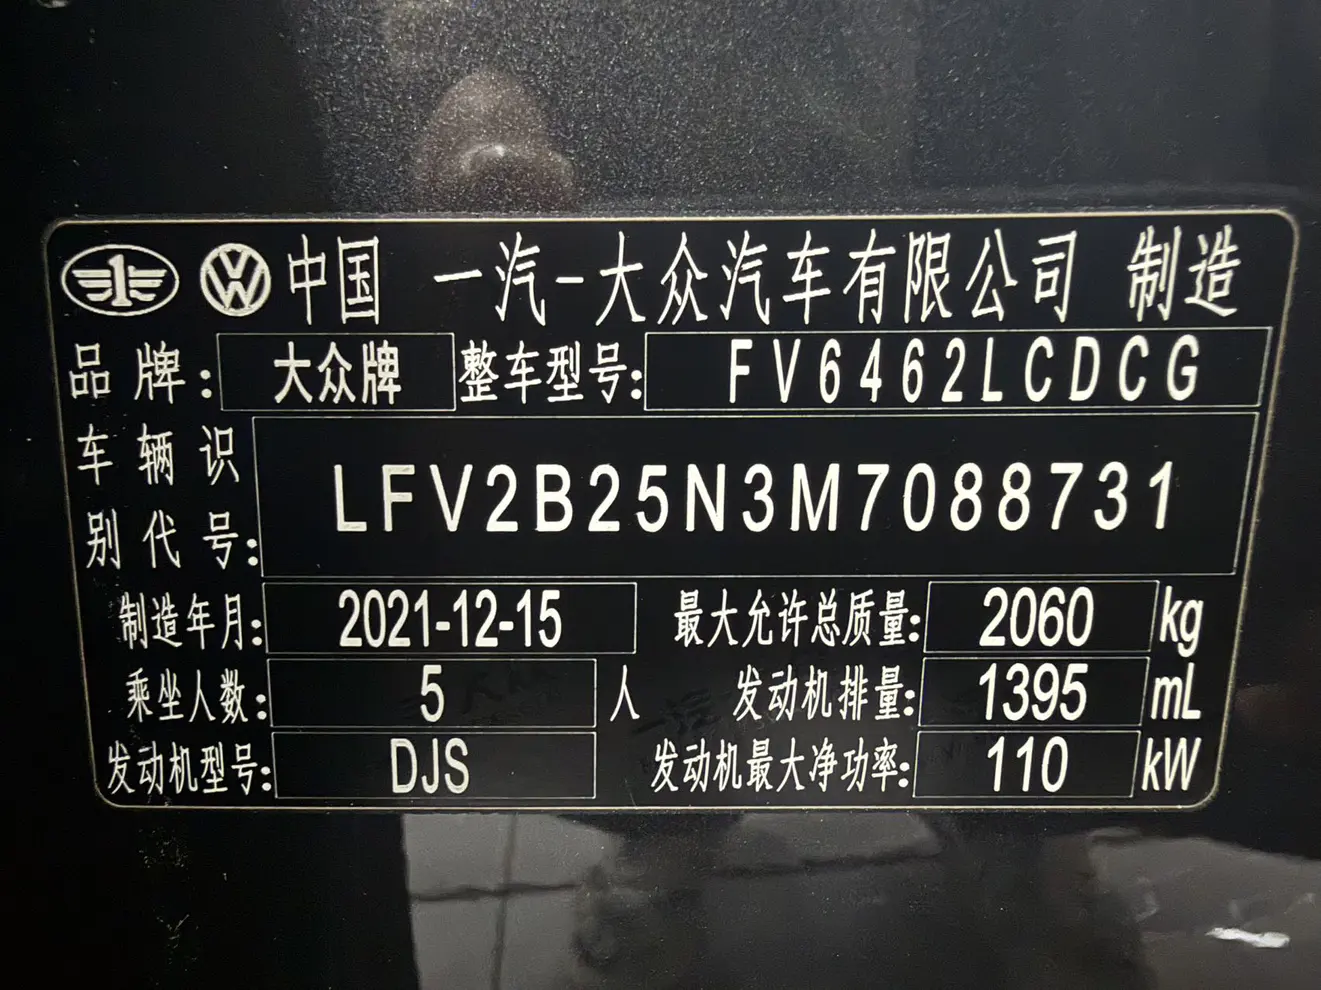 中国 一汽-大众汽车有限公司 制造
品牌: 大众牌 整车型号: FV6462LCDCG
车辆识别代号: LFV2B25N3M7088731
制造年月: 2021-12-15 最大允许总质量: 2060 kg
乘坐人数: 5 人 发动机排量: 1395 mL
发动机型号: DJS 发动机最大净功率: 110 kW